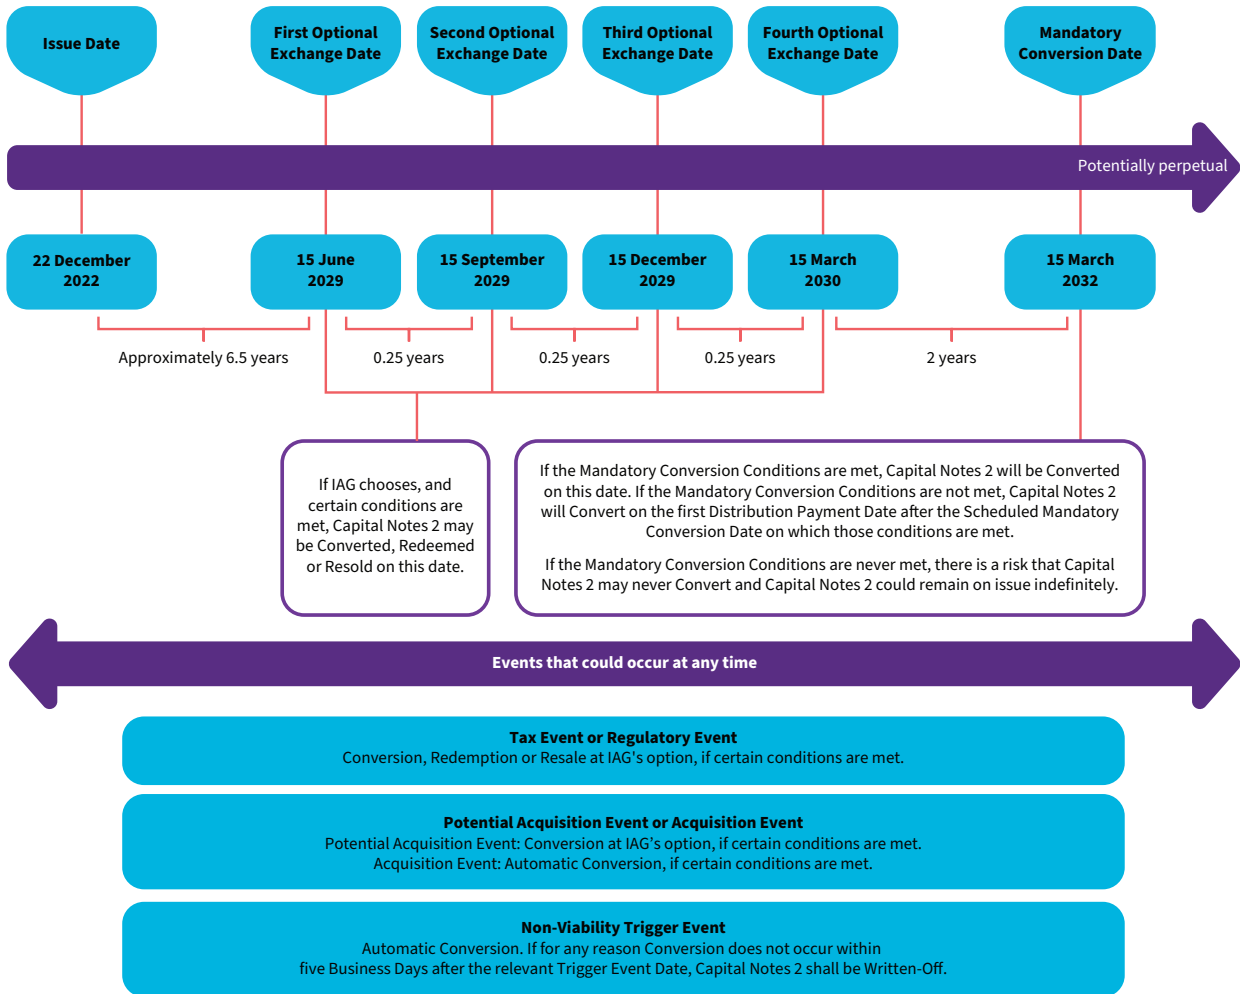 Issue Date
First Optional
Exchange Date
Second Optional
Exchange Date
Third Optional
Exchange Date
Fourth Optional
Exchange Date
Mandatory
Conversion Date
Potentially perpetual
22 December
2022
15 June
2029
15 September
2029
15 December
2029
15 March
2030
15 March
2032
Approximately 6.5 years
0.25 years
0.25 years
0.25 years
2 years
If IAG chooses, and
certain conditions are
met, Capital Notes 2 may
be Converted, Redeemed
or Resold on this date.
If the Mandatory Conversion Conditions are met, Capital Notes 2 will be Converted
on this date. If the Mandatory Conversion Conditions are not met, Capital Notes 2
will Convert on the first Distribution Payment Date after the Scheduled Mandatory
Conversion Date on which those conditions are met.
If the Mandatory Conversion Conditions are never met, there is a risk that Capital
Notes 2 may never Convert and Capital Notes 2 could remain on issue indefinitely.
Events that could occur at any time
Tax Event or Regulatory Event
Conversion, Redemption or Resale at IAG's option, if certain conditions are met.
Potential Acquisition Event or Acquisition Event
Potential Acquisition Event: Conversion at IAG’s option, if certain conditions are met.
Acquisition Event: Automatic Conversion, if certain conditions are met.
Non-Viability Trigger Event
Automatic Conversion. If for any reason Conversion does not occur within
five Business Days after the relevant Trigger Event Date, Capital Notes 2 shall be Written-Off.